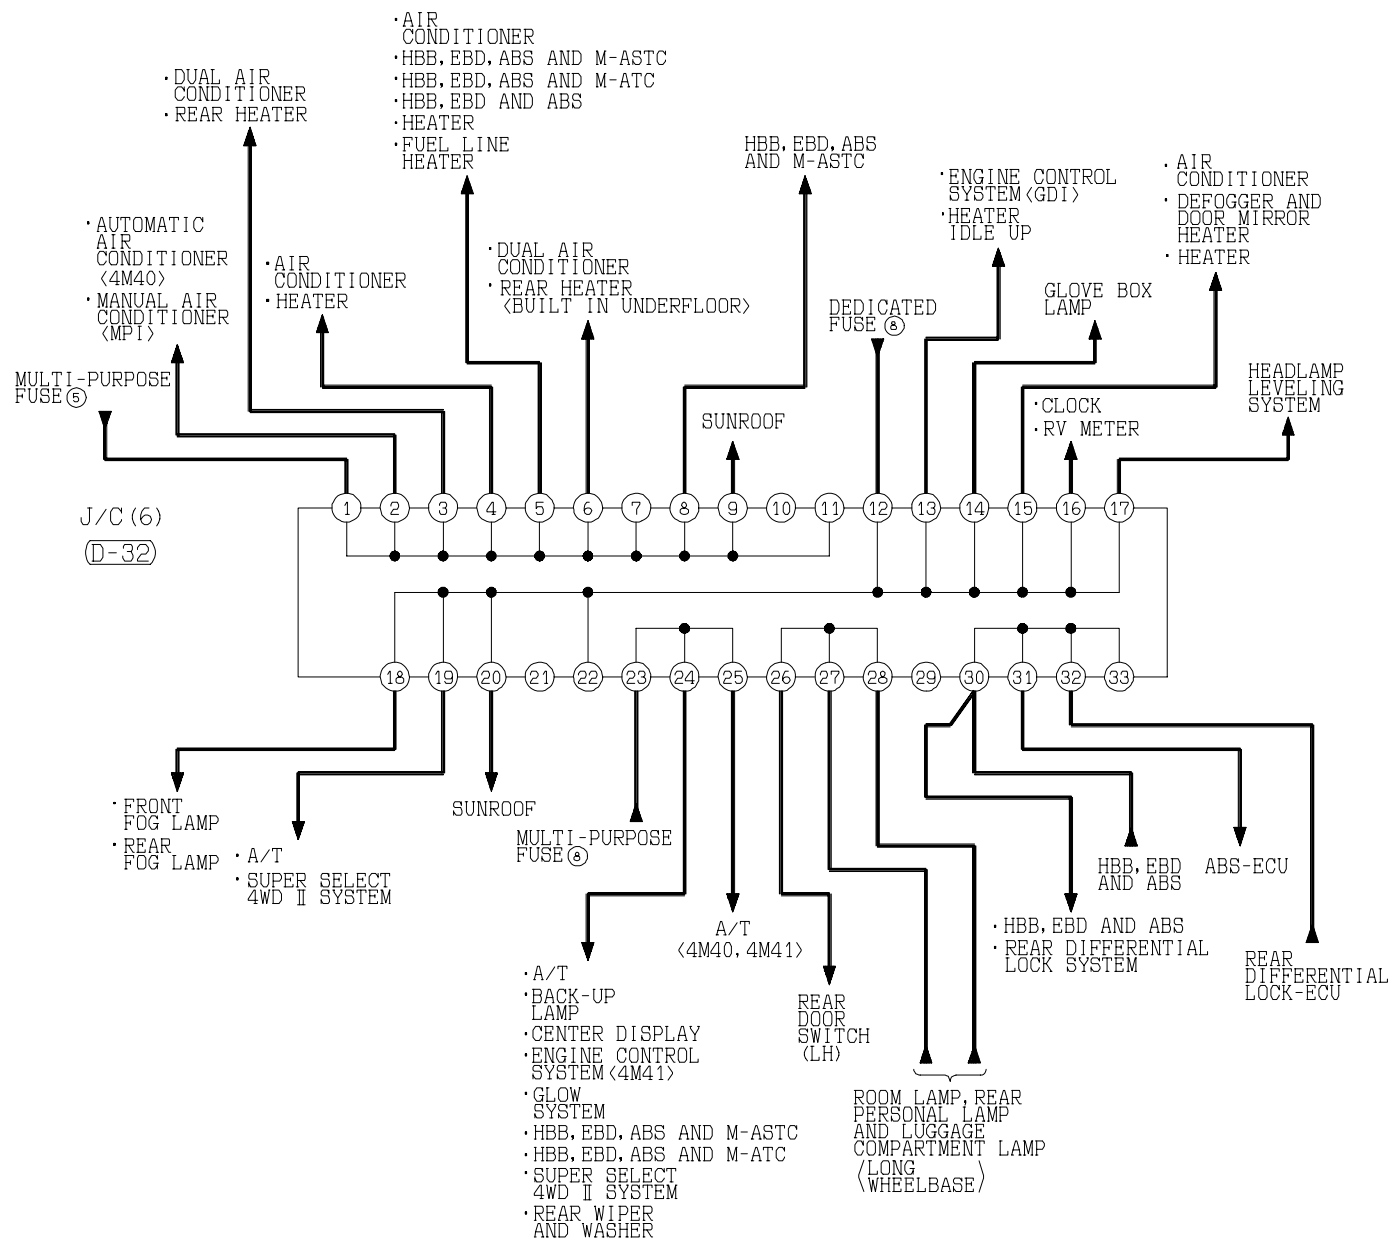 ·AIR
CONDITIONER
·HBB,EBD,ABS AND M-ASTC
·HBB,EBD,ABS AND M-ATC
·HBB,EBD AND ABS
·HEATER
·FUEL LINE
HEATER
·DUAL AIR
CONDITIONER
·REAR HEATER
HBB,EBD,ABS
AND M-ASTC
·ENGINE CONTROL
SYSTEM〈GDI〉
·HEATER
IDLE UP
·AIR
CONDITIONER
·DEFOGGER AND
DOOR MIRROR
HEATER
·HEATER
·AUTOMATIC
AIR
CONDITIONER
〈4M40〉
·MANUAL AIR
CONDITIONER
〈MPI〉
·AIR
CONDITIONER
·HEATER
·DUAL AIR
CONDITIONER
·REAR HEATER
〈BUILT IN UNDERFLOOR〉
DEDICATED
FUSE ⑧
GLOVE BOX
LAMP
MULTI-PURPOSE
FUSE ⑤
SUNROOF
·CLOCK
·RV METER
HEADLAMP
LEVELING
SYSTEM
J/C (6)
D-32
1 2 3 4 5 6 7 8 9 10 11 12 13 14 15 16 17
18 19 20 21 22 23 24 25 26 27 28 29 30 31 32 33
·FRONT
FOG LAMP
·REAR
FOG LAMP
·A/T
·SUPER SELECT
4WD Ⅱ SYSTEM
SUNROOF
MULTI-PURPOSE
FUSE ⑧
A/T
〈4M40,4M41〉
HBB,EBD
AND ABS
ABS-ECU
·HBB,EBD AND ABS
·REAR DIFFERENTIAL
LOCK SYSTEM
REAR
DIFFERENTIAL
LOCK-ECU
·A/T
·BACK-UP
LAMP
·CENTER DISPLAY
·ENGINE CONTROL
SYSTEM〈4M41〉
·GLOW
SYSTEM
·HBB,EBD,ABS AND M-ASTC
·HBB,EBD,ABS AND M-ATC
·SUPER SELECT
4WD Ⅱ SYSTEM
·REAR WIPER
AND WASHER
REAR
DOOR
SWITCH
(LH)
ROOM LAMP,REAR
PERSONAL LAMP
AND LUGGAGE
COMPARTMENT LAMP
〈LONG
WHEELBASE〉